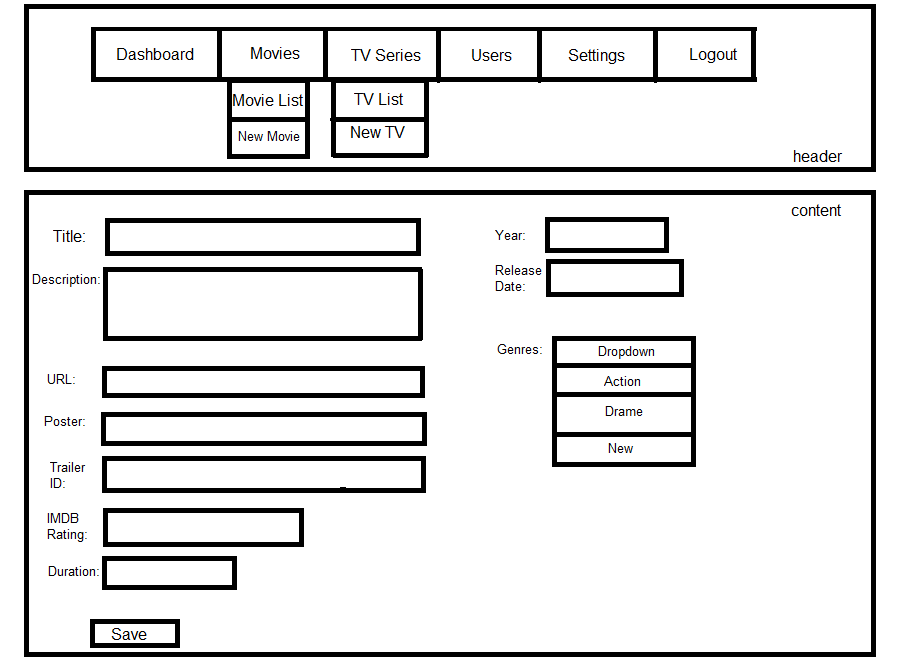 Dashboard
Movies
TV Series
Users
Settings
Logout
Movie List
TV List
New Movie
New TV
header
content
Title:
Year:
Description:
Release
Date:
URL:
Genres:
Dropdown
Action
Drame
New
Poster:
Trailer
ID:
IMDB
Rating:
Duration:
Save